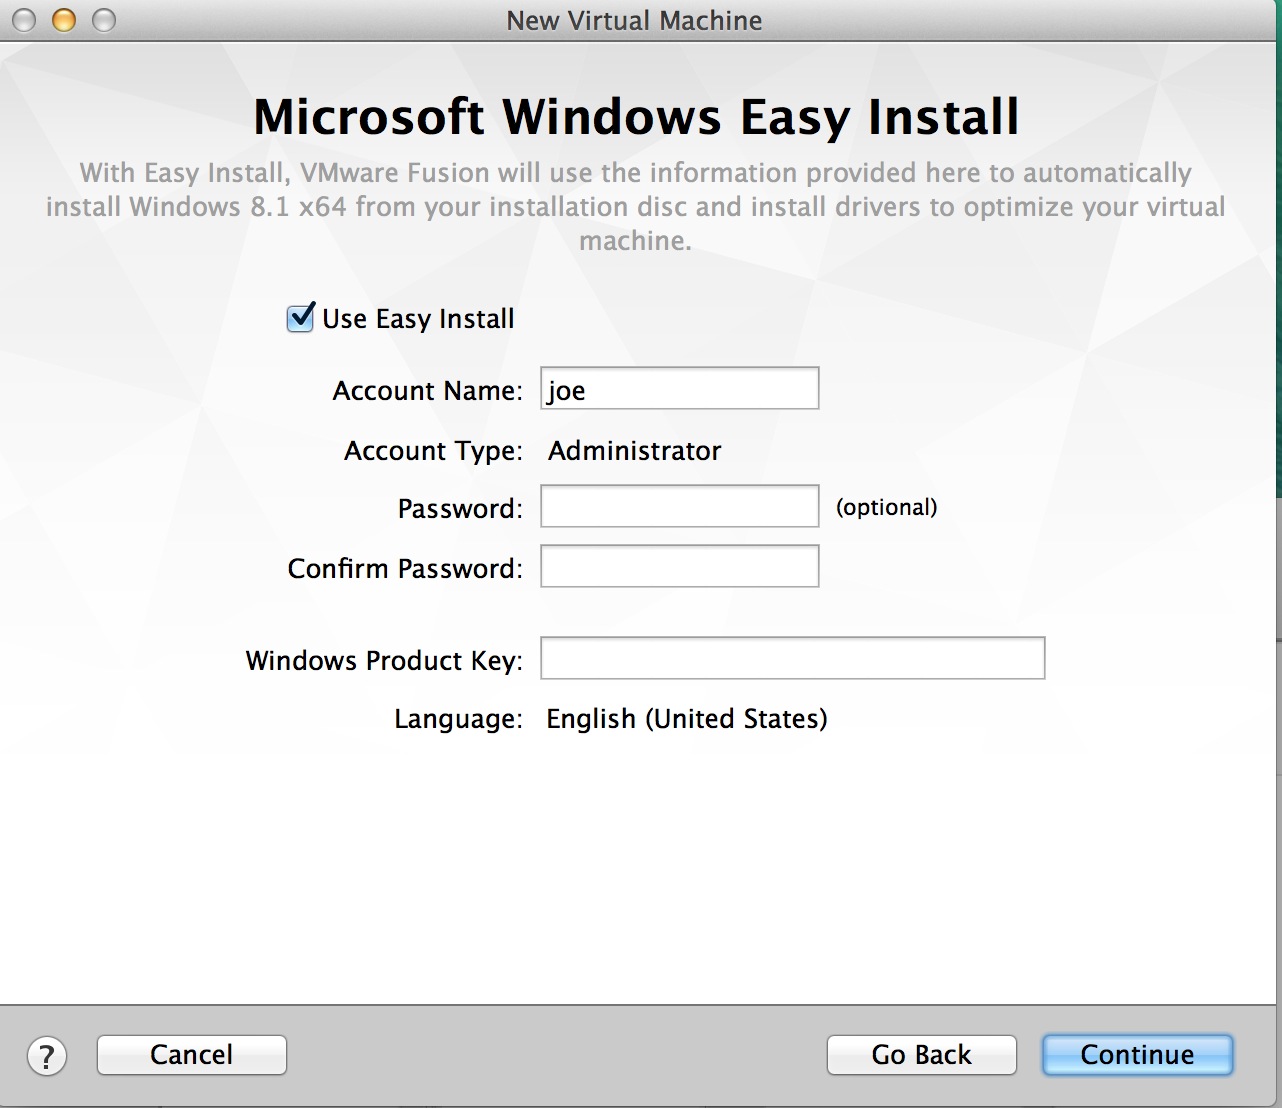 New Virtual Machine
Microsoft Windows Easy Install
With Easy Install, VMware Fusion will use the information provided here to automatically
install Windows 8.1 x64 from your installation disc and install drivers to optimize your virtual
machine.
Use Easy Install
Account Name: joe
Account Type: Administrator
Password: (optional)
Confirm Password:
Windows Product Key:
Language: English (United States)
? Cancel Go Back Continue